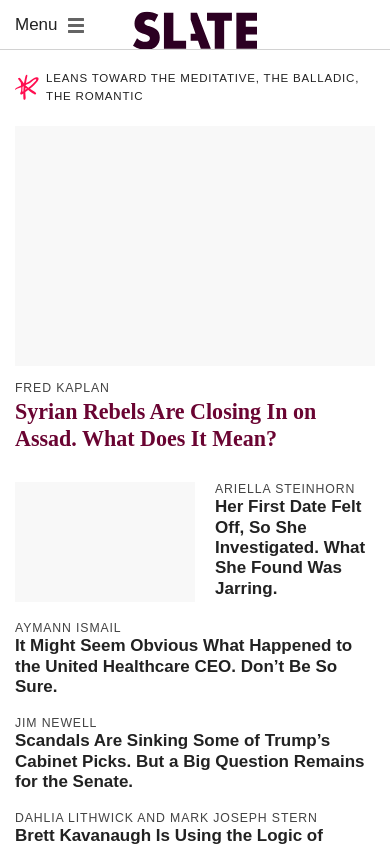 Menu
SLATE
LEANS TOWARD THE MEDITATIVE, THE BALLADIC,
THE ROMANTIC
FRED KAPLAN
Syrian Rebels Are Closing In on
Assad. What Does It Mean?
ARIELLA STEINHORN
Her First Date Felt
Off, So She
Investigated. What
She Found Was
Jarring.
AYMANN ISMAIL
It Might Seem Obvious What Happened to
the United Healthcare CEO. Don’t Be So
Sure.
JIM NEWELL
Scandals Are Sinking Some of Trump’s
Cabinet Picks. But a Big Question Remains
for the Senate.
DAHLIA LITHWICK AND MARK JOSEPH STERN
Brett Kavanaugh Is Using the Logic of